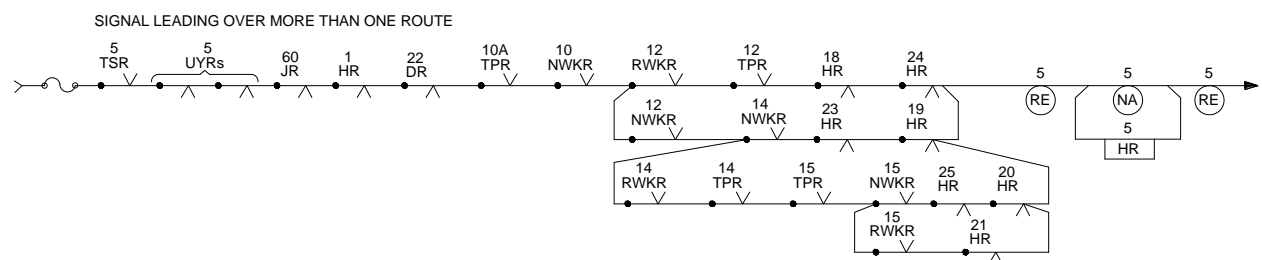 SIGNAL LEADING OVER MORE THAN ONE ROUTE
5 TSR
5 UYRs
60 JR
1 HR
22 DR
10A TPR
10 NWKR
12 RWKR
12 TPR
18 HR
24 HR
5 RE
5 NA
5 RE
12 NWKR
14 NWKR
23 HR
19 HR
5 HR
14 RWKR
14 TPR
15 TPR
15 NWKR
25 HR
20 HR
15 RWKR
21 HR